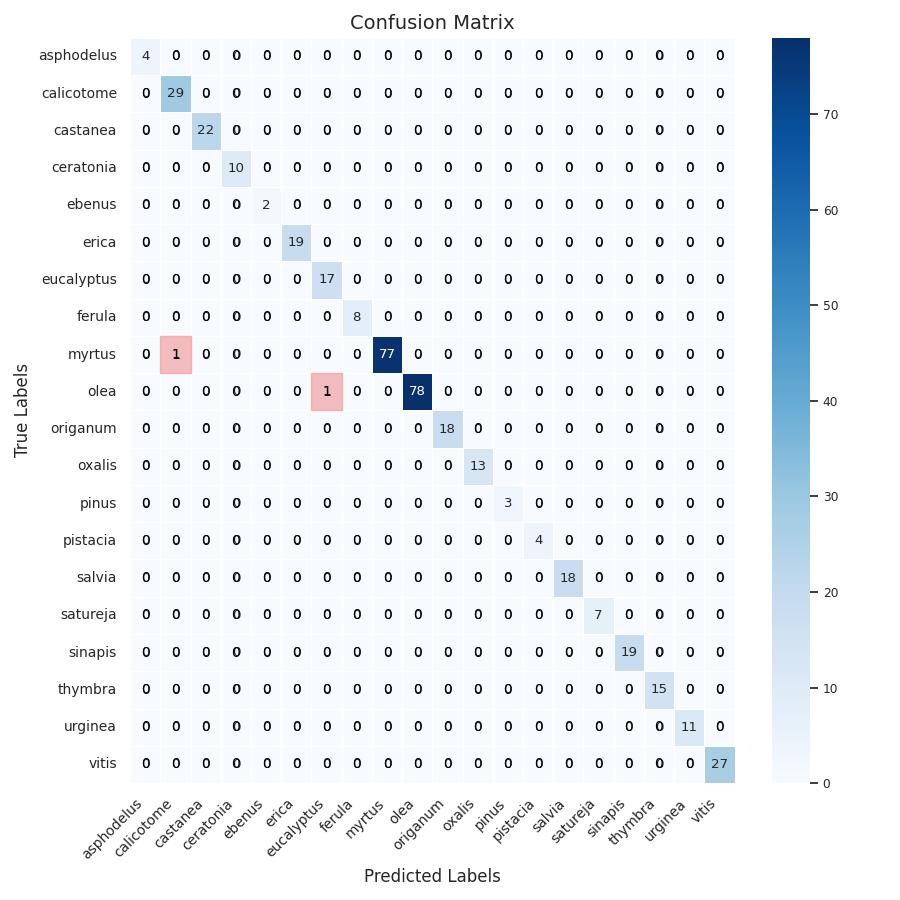 Confusion Matrix
asphodelus 4 0 0 0 0 0 0 0 0 0 0 0 0 0 0 0 0 0 0 0
calicotome 0 29 0 0 0 0 0 0 0 0 0 0 0 0 0 0 0 0 0 0
castanea 0 0 22 0 0 0 0 0 0 0 0 0 0 0 0 0 0 0 0 0
ceratonia 0 0 0 10 0 0 0 0 0 0 0 0 0 0 0 0 0 0 0 0
ebenus 0 0 0 0 2 0 0 0 0 0 0 0 0 0 0 0 0 0 0 0
erica 0 0 0 0 0 19 0 0 0 0 0 0 0 0 0 0 0 0 0 0
eucalyptus 0 0 0 0 0 0 17 0 0 0 0 0 0 0 0 0 0 0 0 0
ferula 0 0 0 0 0 0 0 8 0 0 0 0 0 0 0 0 0 0 0 0
myrtus 0 1 0 0 0 0 0 0 77 0 0 0 0 0 0 0 0 0 0 0
olea 0 0 0 0 0 0 1 0 0 78 0 0 0 0 0 0 0 0 0 0
origanum 0 0 0 0 0 0 0 0 0 0 18 0 0 0 0 0 0 0 0 0
oxalis 0 0 0 0 0 0 0 0 0 0 0 13 0 0 0 0 0 0 0 0
pinus 0 0 0 0 0 0 0 0 0 0 0 0 3 0 0 0 0 0 0 0
pistacia 0 0 0 0 0 0 0 0 0 0 0 0 0 4 0 0 0 0 0 0
salvia 0 0 0 0 0 0 0 0 0 0 0 0 0 0 18 0 0 0 0 0
satureja 0 0 0 0 0 0 0 0 0 0 0 0 0 0 0 7 0 0 0 0
sinapis 0 0 0 0 0 0 0 0 0 0 0 0 0 0 0 0 19 0 0 0
thymbra 0 0 0 0 0 0 0 0 0 0 0 0 0 0 0 0 0 15 0 0
urginea 0 0 0 0 0 0 0 0 0 0 0 0 0 0 0 0 0 0 11 0
vitis 0 0 0 0 0 0 0 0 0 0 0 0 0 0 0 0 0 0 0 27
True Labels
asphodelus calicotome castanea ceratonia ebenus erica eucalyptus ferula myrtus olea origanum oxalis pinus pistacia salvia satureja sinapis thymbra urginea vitis
Predicted Labels
70
60
50
40
30
20
10
0